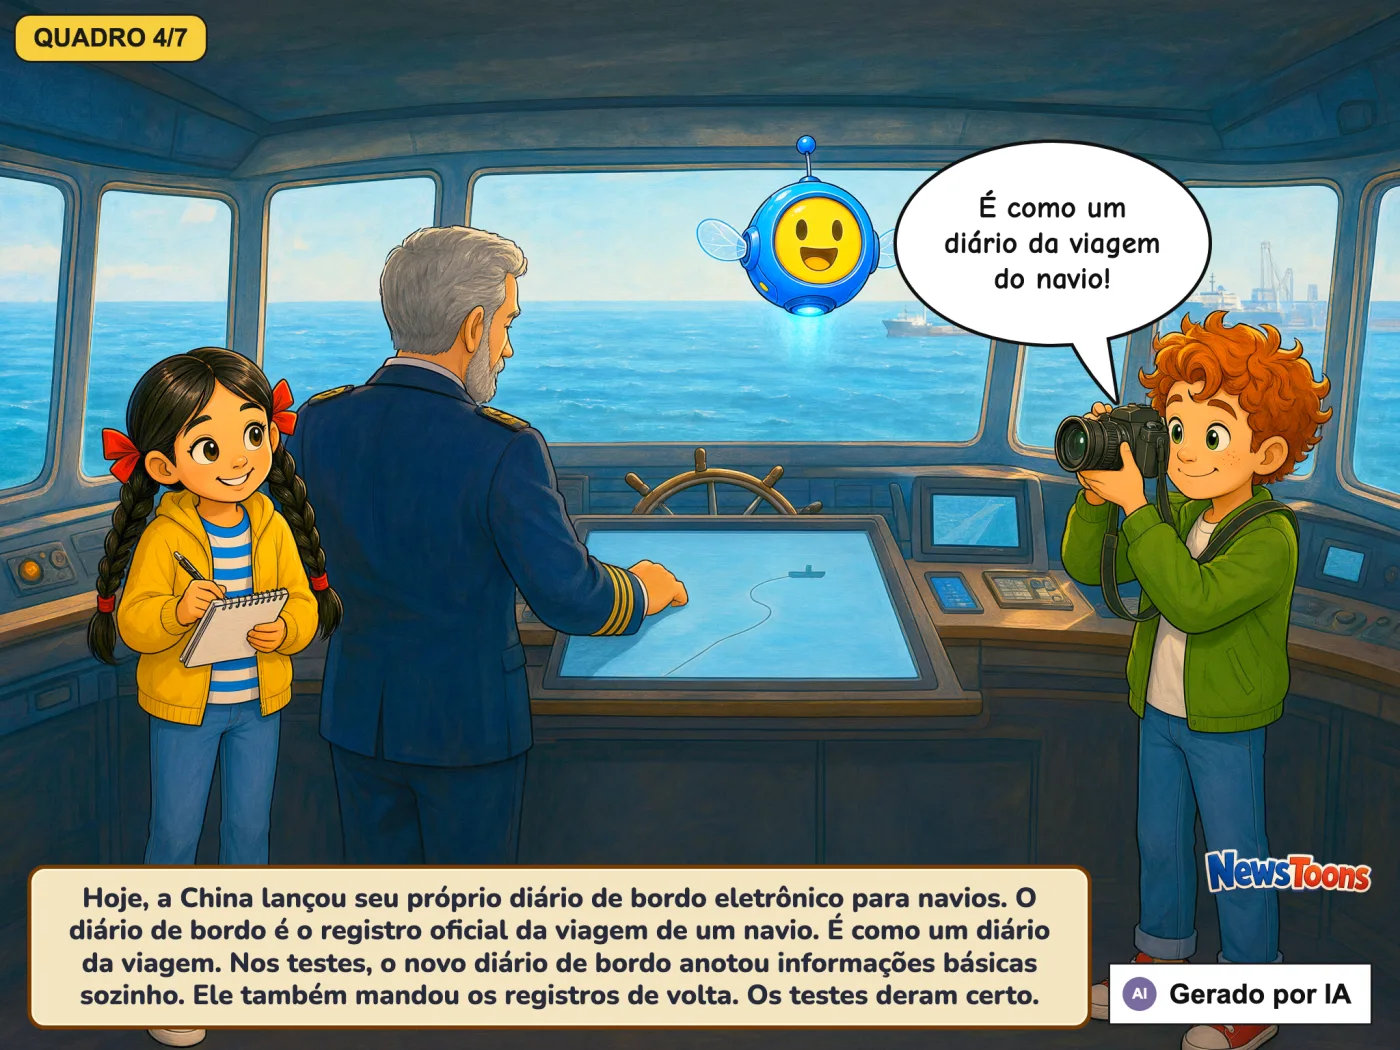 QUADRO 4/7
É como um
diário da viagem
do navio!
NewsToons
Hoje, a China lançou seu próprio diário de bordo eletrônico para navios. O
diário de bordo é o registro oficial da viagem de um navio. É como um diário
da viagem. Nos testes, o novo diário de bordo anotou informações básicas
sozinho. Ele também mandou os registros de volta. Os testes deram certo.
AI Gerado por IA